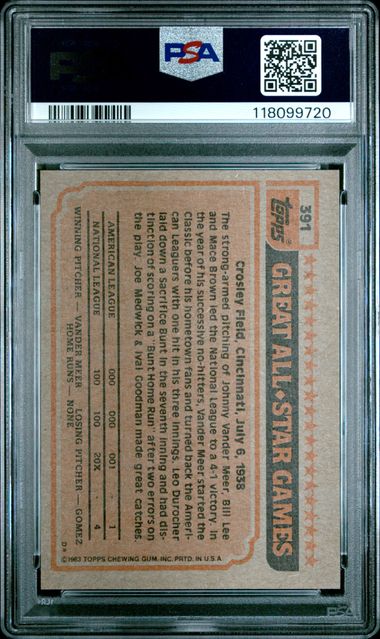 PSA
118099720
391
topps®
GREAT ALL★STAR GAMES
Crosley Field, Cincinnati, July 6, 1938
The strong-armed pitching of Johnny Vander Meer, Bill Lee
and Mace Brown led the National League to a 4-1 victory. In
the year of his successive no-hitters, Vander Meer started the
Classic before his hometown fans and turned back the Ameri-
can Leaguers with one hit in his three innings. Leo Durocher
laid down a Sacrifice Bunt in the seventh inning and had dis-
tinction of scoring on a "Bunt Home Run" after two errors on
the play. Joe Medwick & Ival Goodman made great catches.
AMERICAN LEAGUE 000 000 001 - 1
NATIONAL LEAGUE 100 100 20X 4
WINNING PITCHER — VANDER MEER LOSING PITCHER — GOMEZ
HOME RUNS — NONE
D* © 1983 TOPPS CHEWING GUM, INC. PRTD. IN U.S.A.
PSA